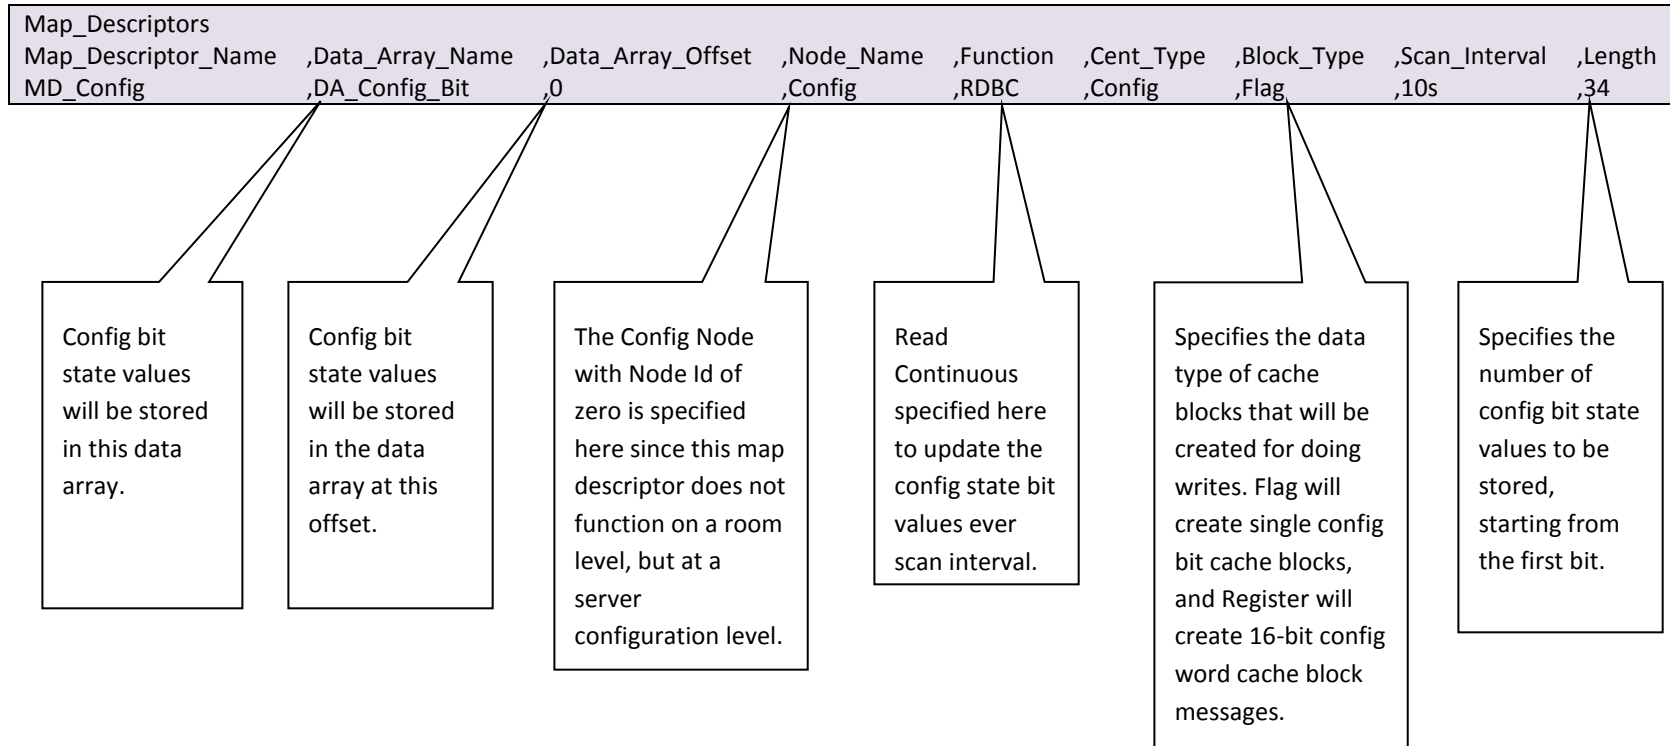 Map_Descriptors
Map_Descriptor_Name ,Data_Array_Name ,Data_Array_Offset ,Node_Name ,Function ,Cent_Type ,Block_Type ,Scan_Interval ,Length
MD_Config ,DA_Config_Bit ,0 ,Config ,RDBC ,Config ,Flag ,10s ,34
Config bit
state values
will be stored
in this data
array.
Config bit
state values
will be stored
in the data
array at this
offset.
The Config Node
with Node Id of
zero is specified
here since this map
descriptor does not
function on a room
level, but at a
server
configuration level.
Read
Continuous
specified here
to update the
config state bit
values ever
scan interval.
Specifies the data
type of cache
blocks that will be
created for doing
writes. Flag will
create single config
bit cache blocks,
and Register will
create 16-bit config
word cache block
messages.
Specifies the
number of
config bit state
values to be
stored,
starting from
the first bit.